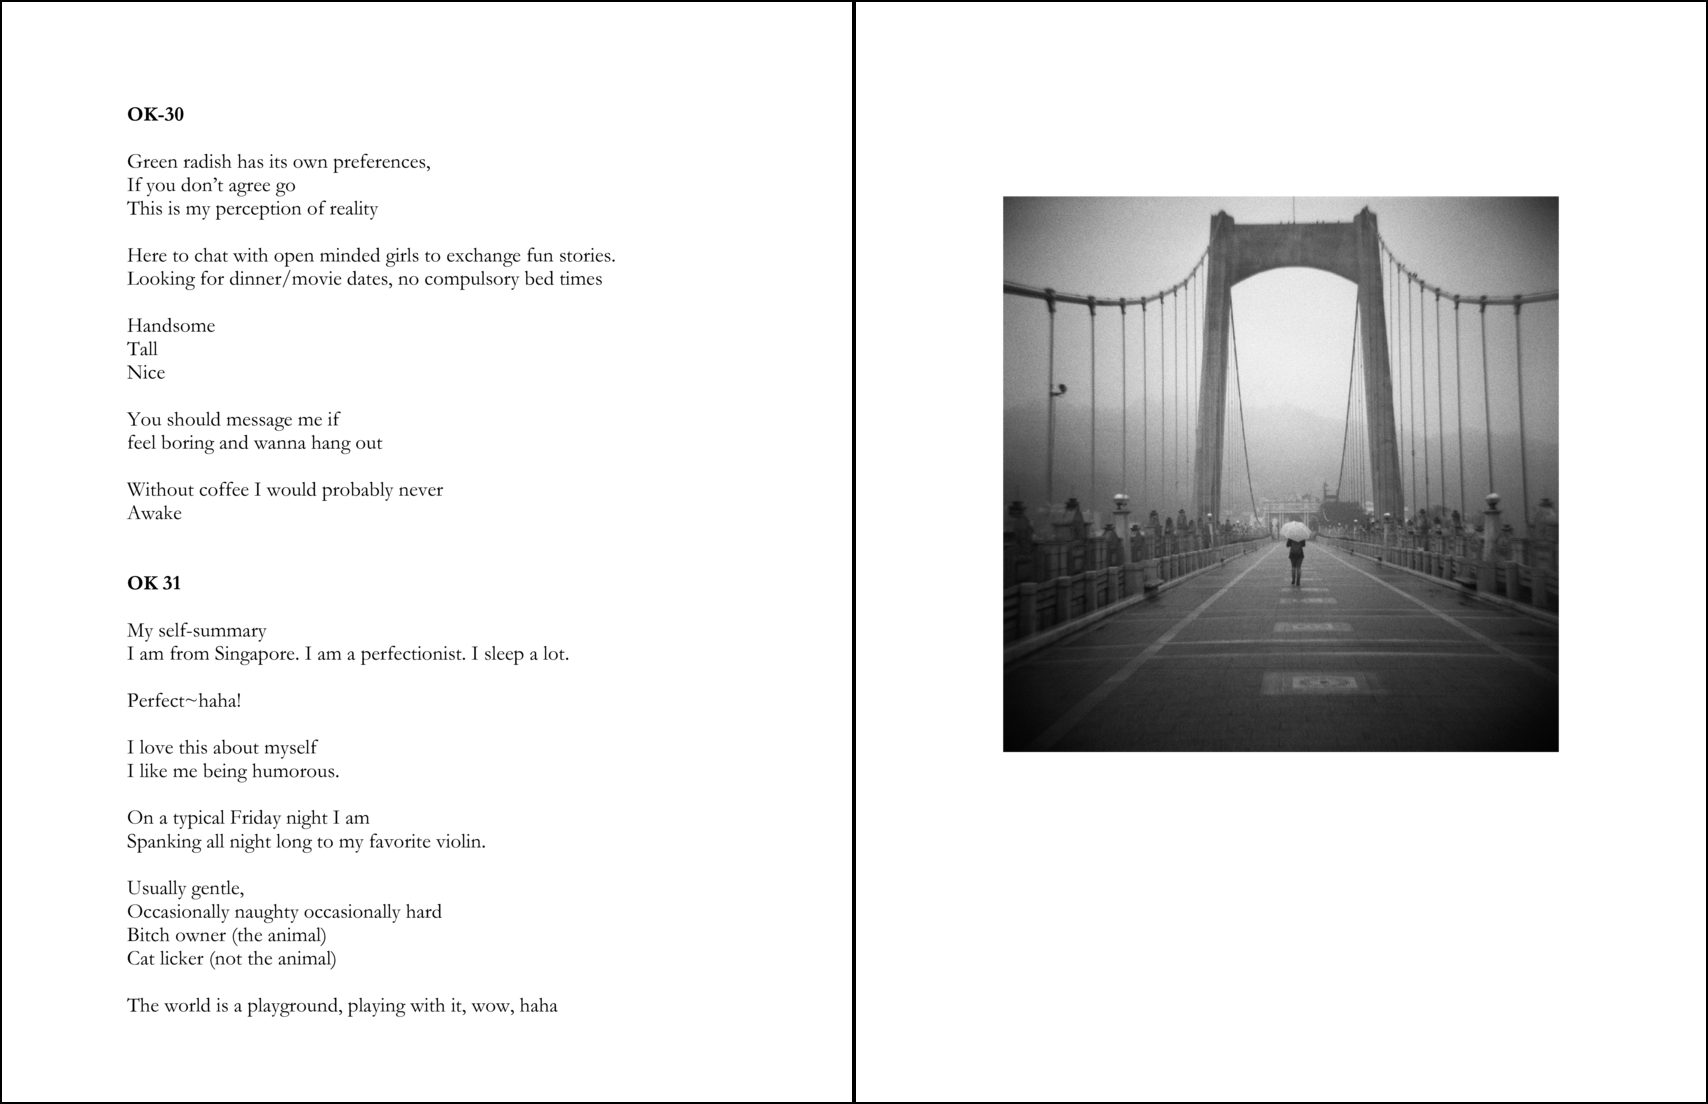 OK-30
Green radish has its own preferences,
If you don’t agree go
This is my perception of reality
Here to chat with open minded girls to exchange fun stories.
Looking for dinner/movie dates, no compulsory bed times
Handsome
Tall
Nice
You should message me if
feel boring and wanna hang out
Without coffee I would probably never
Awake
OK 31
My self-summary
I am from Singapore. I am a perfectionist. I sleep a lot.
Perfect~haha!
I love this about myself
I like me being humorous.
On a typical Friday night I am
Spanking all night long to my favorite violin.
Usually gentle,
Occasionally naughty occasionally hard
Bitch owner (the animal)
Cat licker (not the animal)
The world is a playground, playing with it, wow, haha